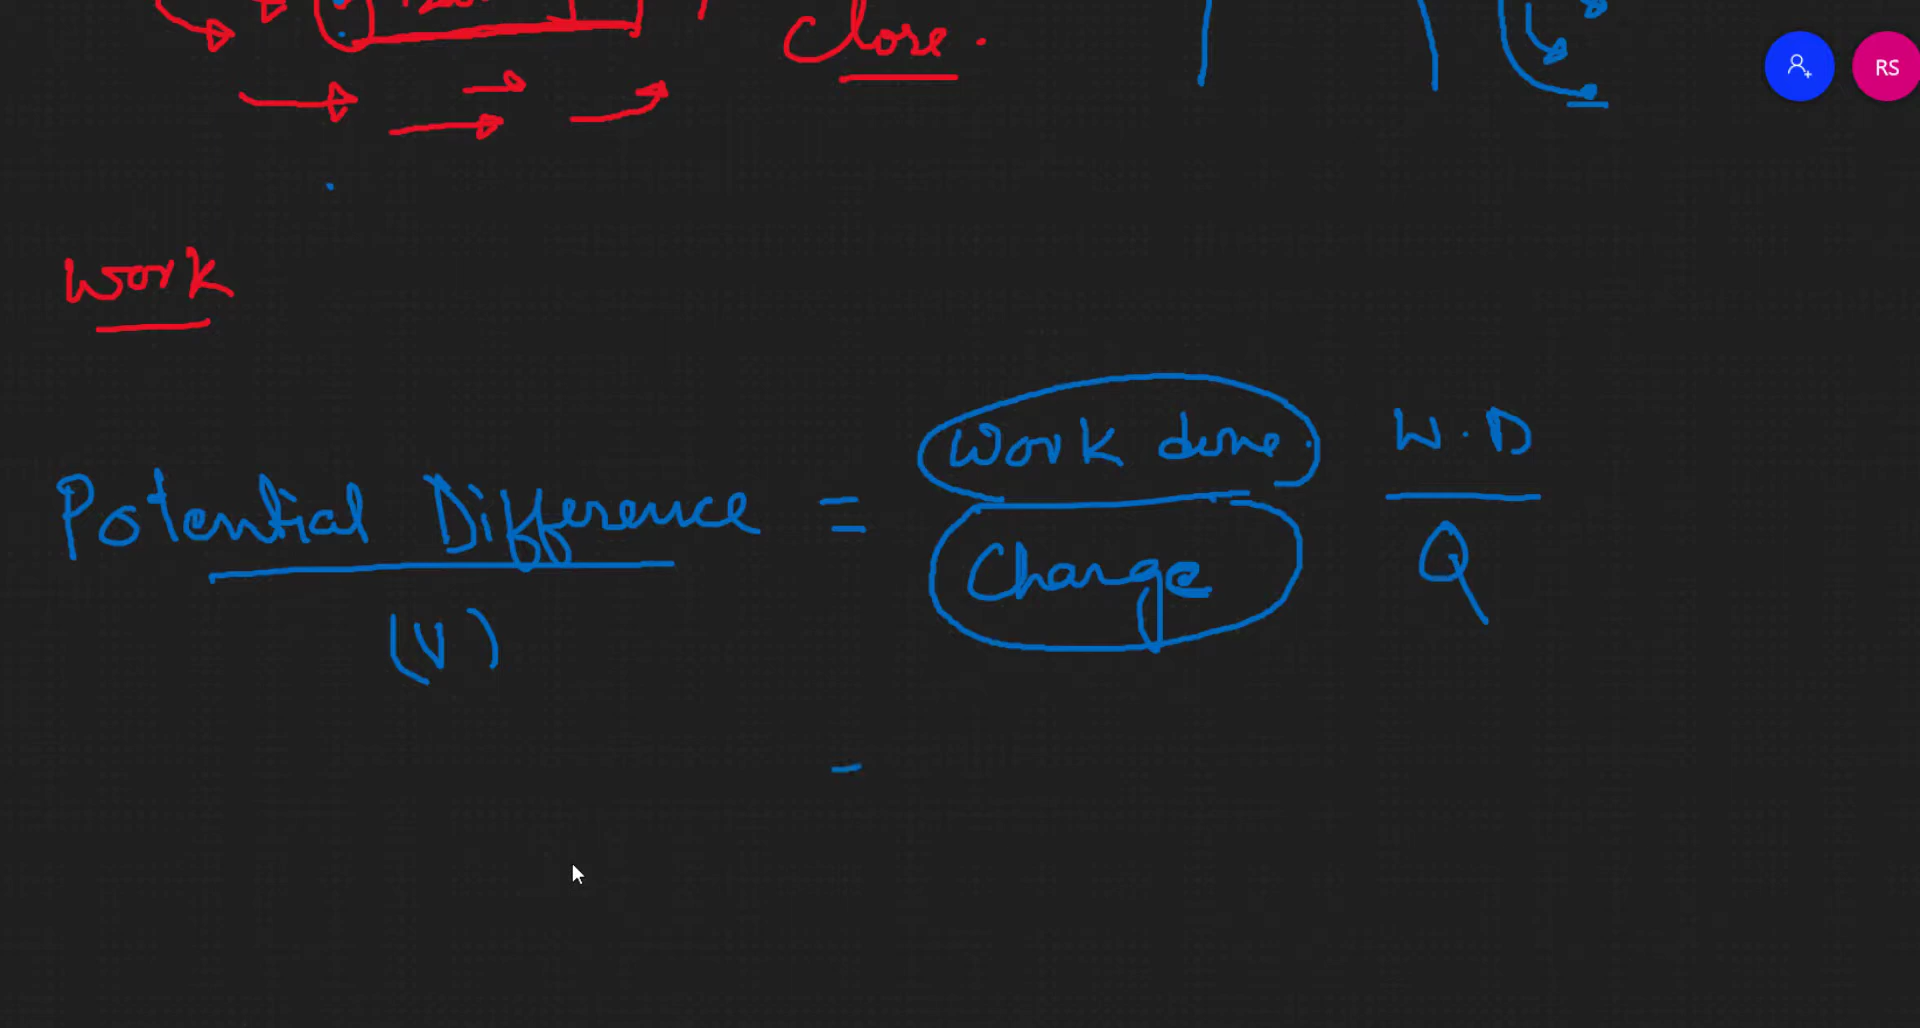 Close.
RS
Work
Potential Difference = Work done. W.D
Charge Q
(V)
=